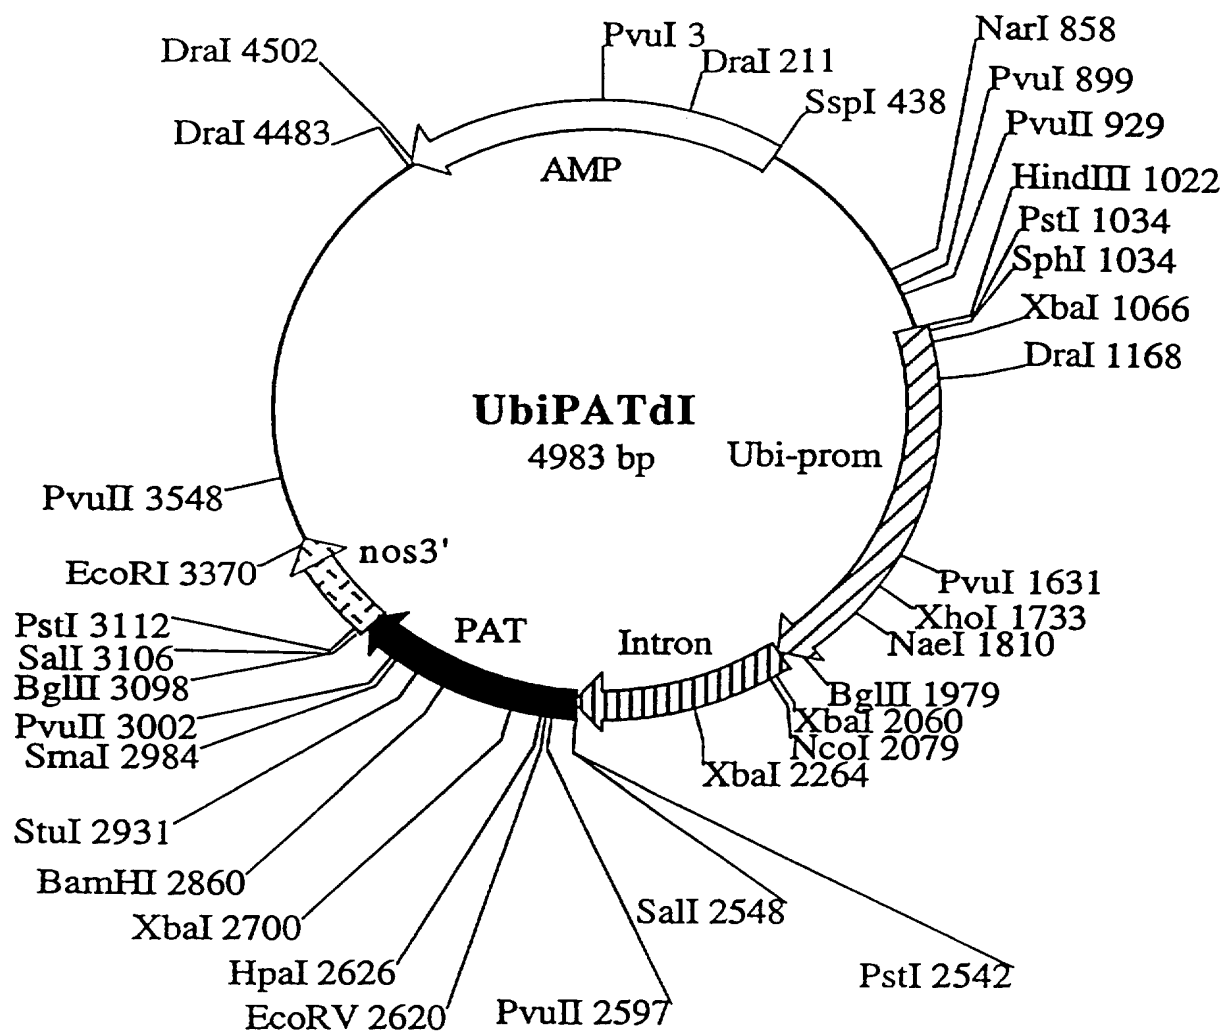 PvuI 3
DraI 211
SspI 438
NarI 858
PvuI 899
PvuII 929
HindIII 1022
PstI 1034
SphI 1034
XbaI 1066
DraI 1168
DraI 4502
DraI 4483
AMP
UbiPATdI
4983 bp
Ubi-prom
PvuI 1631
XhoI 1733
NaeI 1810
BglII 1979
XbaI 2060
NcoI 2079
XbaI 2264
Intron
PAT
nos3'
PvuII 3548
EcoRI 3370
PstI 3112
SalI 3106
BglII 3098
PvuII 3002
SmaI 2984
StuI 2931
BamHI 2860
XbaI 2700
HpaI 2626
EcoRV 2620
PvuII 2597
SalI 2548
PstI 2542